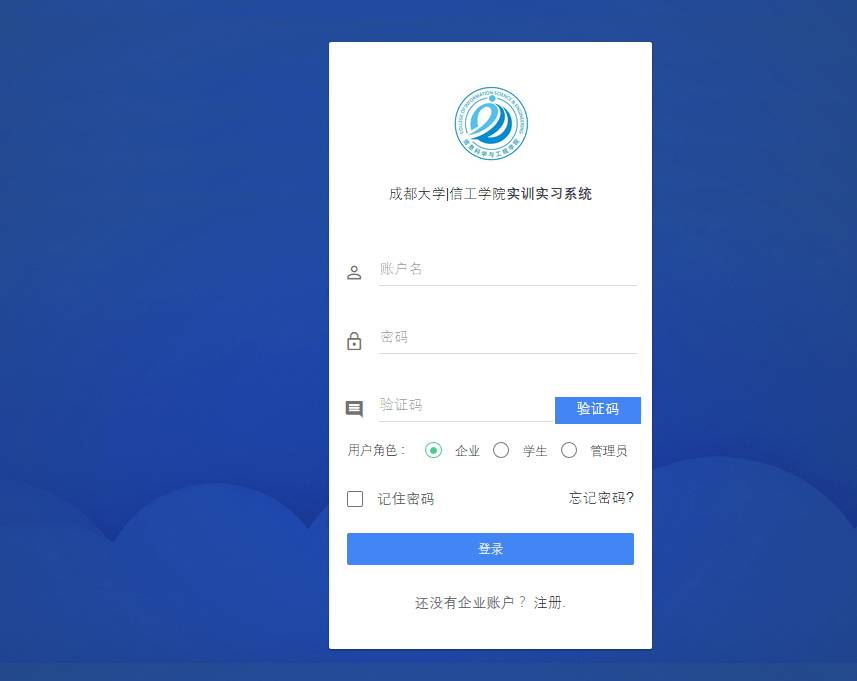 COLLEGE OF INFORMATION SCIENCE & ENGINEERING
信息科学与工程学院
成都大学|信工学院实训实习系统
账户名
密码
验证码 验证码
用户角色： 企业 学生 管理员
记住密码 忘记密码?
登录
还没有企业账户？ 注册.